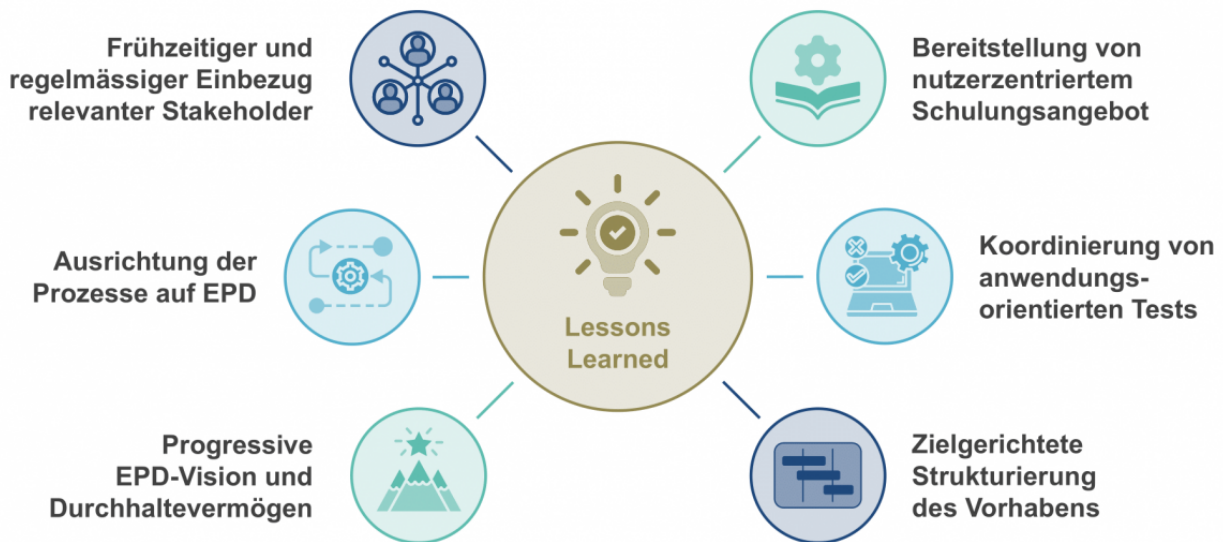 Frühzeitiger und
regelmässiger Einbezug
relevanter Stakeholder
Bereitstellung von
nutzerzentriertem
Schulungsangebot
Ausrichtung der
Prozesse auf EPD
Lessons
Learned
Koordinierung von
anwendungs-
orientierten Tests
Progressive
EPD-Vision und
Durchhaltevermögen
Zielgerichtete
Strukturierung
des Vorhabens